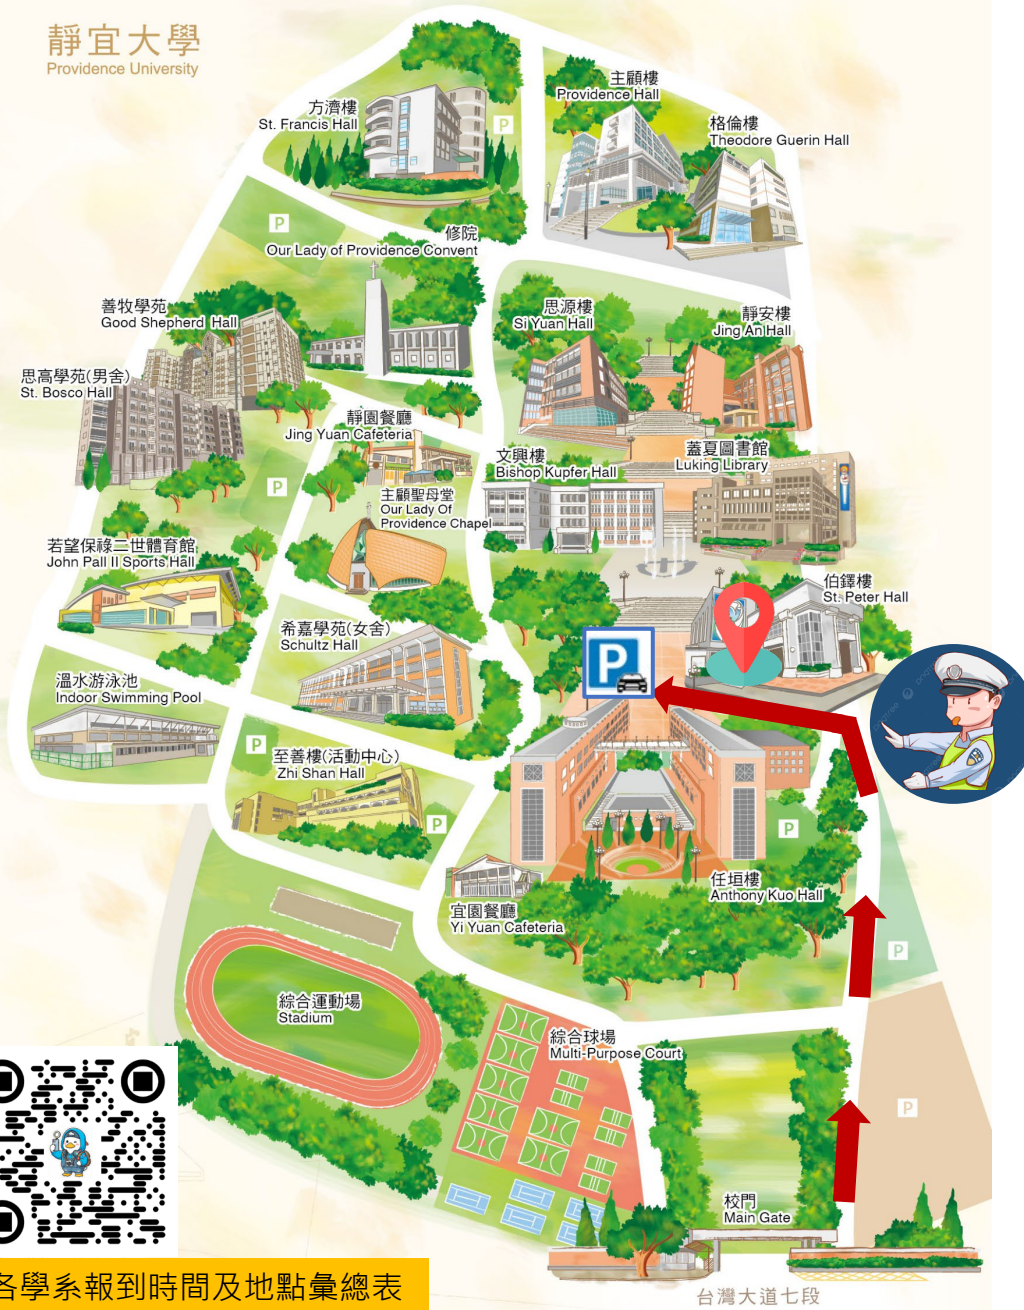 靜宜大學
Providence University
主顧樓
Providence Hall
方濟樓
St. Francis Hall
P
格倫樓
Theodore Guerin Hall
P
修院
Our Lady of Providence Convent
善牧學苑
Good Shepherd Hall
思源樓
Si Yuan Hall
靜安樓
Jing An Hall
思高學苑(男舍)
St. Bosco Hall
靜園餐廳
Jing Yuan Cafeteria
文興樓
Bishop Kupfer Hall
蓋夏圖書館
Luking Library
P
主顧聖母堂
Our Lady Of
Providence Chapel
若望保祿二世體育館
John Pall II Sports Hall
伯鐸樓
St. Peter Hall
希嘉學苑(女舍)
Schultz Hall
P
溫水游泳池
Indoor Swimming Pool
P
至善樓(活動中心)
Zhi Shan Hall
P
P
任垣樓
Anthony Kuo Hall
宜園餐廳
Yi Yuan Cafeteria
P
綜合運動場
Stadium
綜合球場
Multi-Purpose Court
P
校門
Main Gate
各學系報到時間及地點彙總表
台灣大道七段